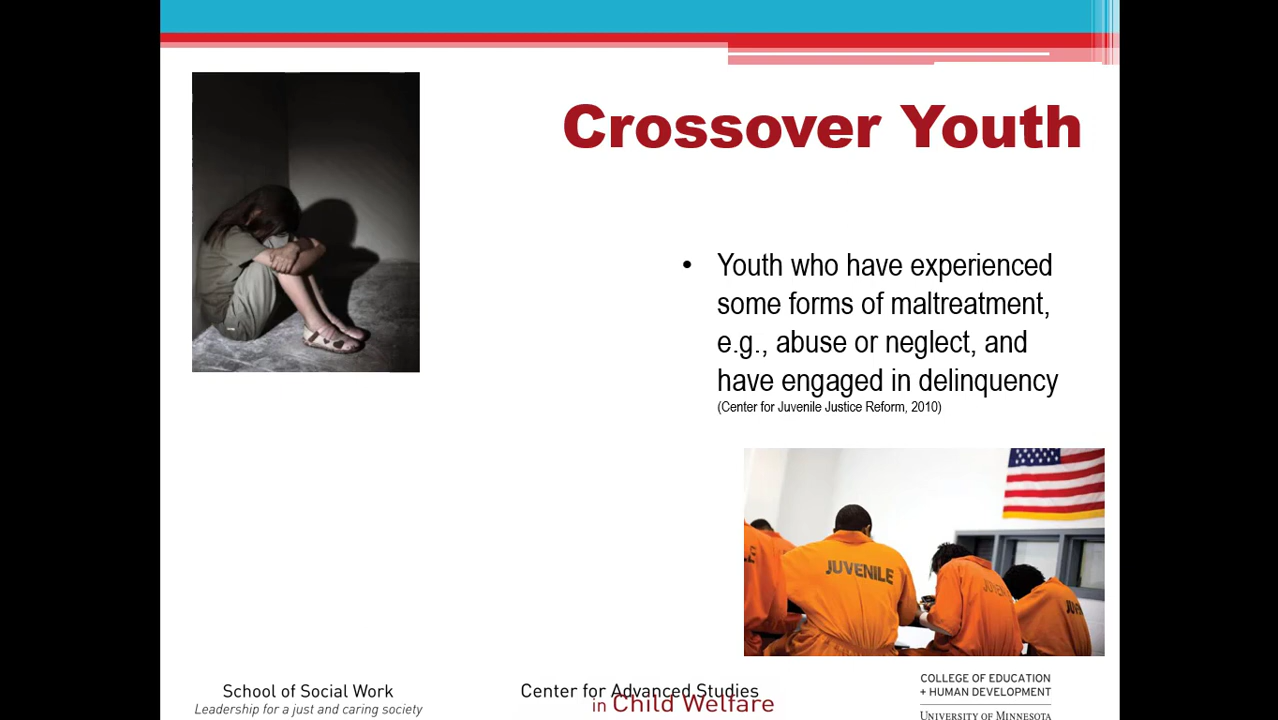 Crossover Youth
• Youth who have experienced
some forms of maltreatment,
e.g., abuse or neglect, and
have engaged in delinquency
(Center for Juvenile Justice Reform, 2010)
JUVENILE
School of Social Work
Leadership for a just and caring society
Center for Advanced Studies
in Child Welfare
COLLEGE OF EDUCATION
+ HUMAN DEVELOPMENT
UNIVERSITY OF MINNESOTA